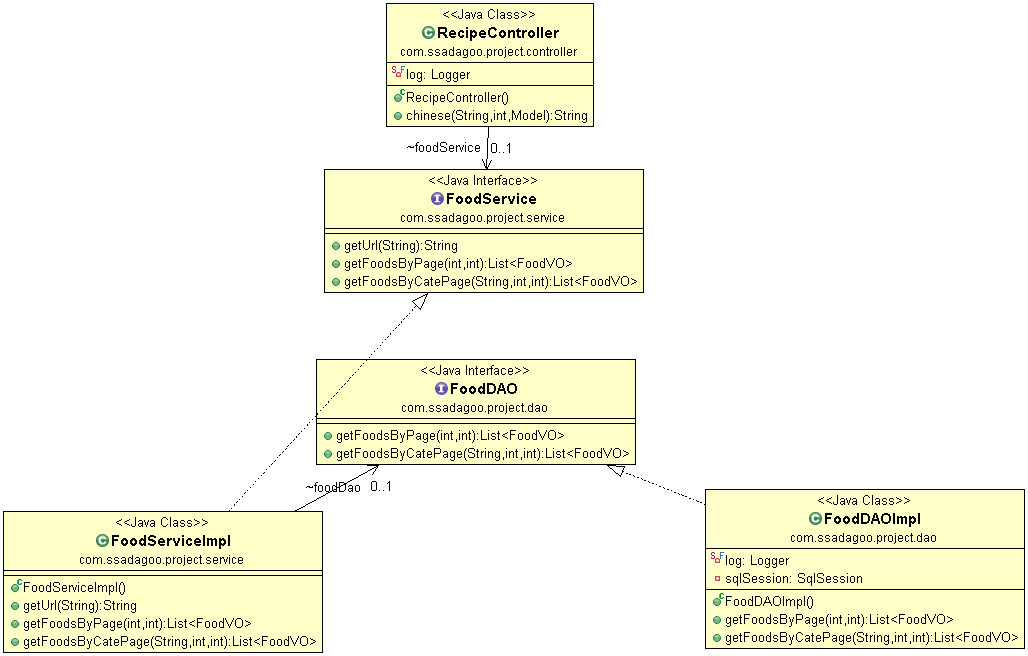 <<Java Class>>
RecipeController
com.ssadagoo.project.controller
log: Logger
RecipeController()
chinese(String,int,Model):String
~foodService 0..1
<<Java Interface>>
FoodService
com.ssadagoo.project.service
getUrl(String):String
getFoodsByPage(int,int):List<FoodVO>
getFoodsByCatePage(String,int,int):List<FoodVO>
<<Java Interface>>
FoodDAO
com.ssadagoo.project.dao
getFoodsByPage(int,int):List<FoodVO>
getFoodsByCatePage(String,int,int):List<FoodVO>
~foodDao 0..1
<<Java Class>>
FoodServiceImpl
com.ssadagoo.project.service
FoodServiceImpl()
getUrl(String):String
getFoodsByPage(int,int):List<FoodVO>
getFoodsByCatePage(String,int,int):List<FoodVO>
<<Java Class>>
FoodDAOImpl
com.ssadagoo.project.dao
log: Logger
sqlSession: SqlSession
FoodDAOImpl()
getFoodsByPage(int,int):List<FoodVO>
getFoodsByCatePage(String,int,int):List<FoodVO>